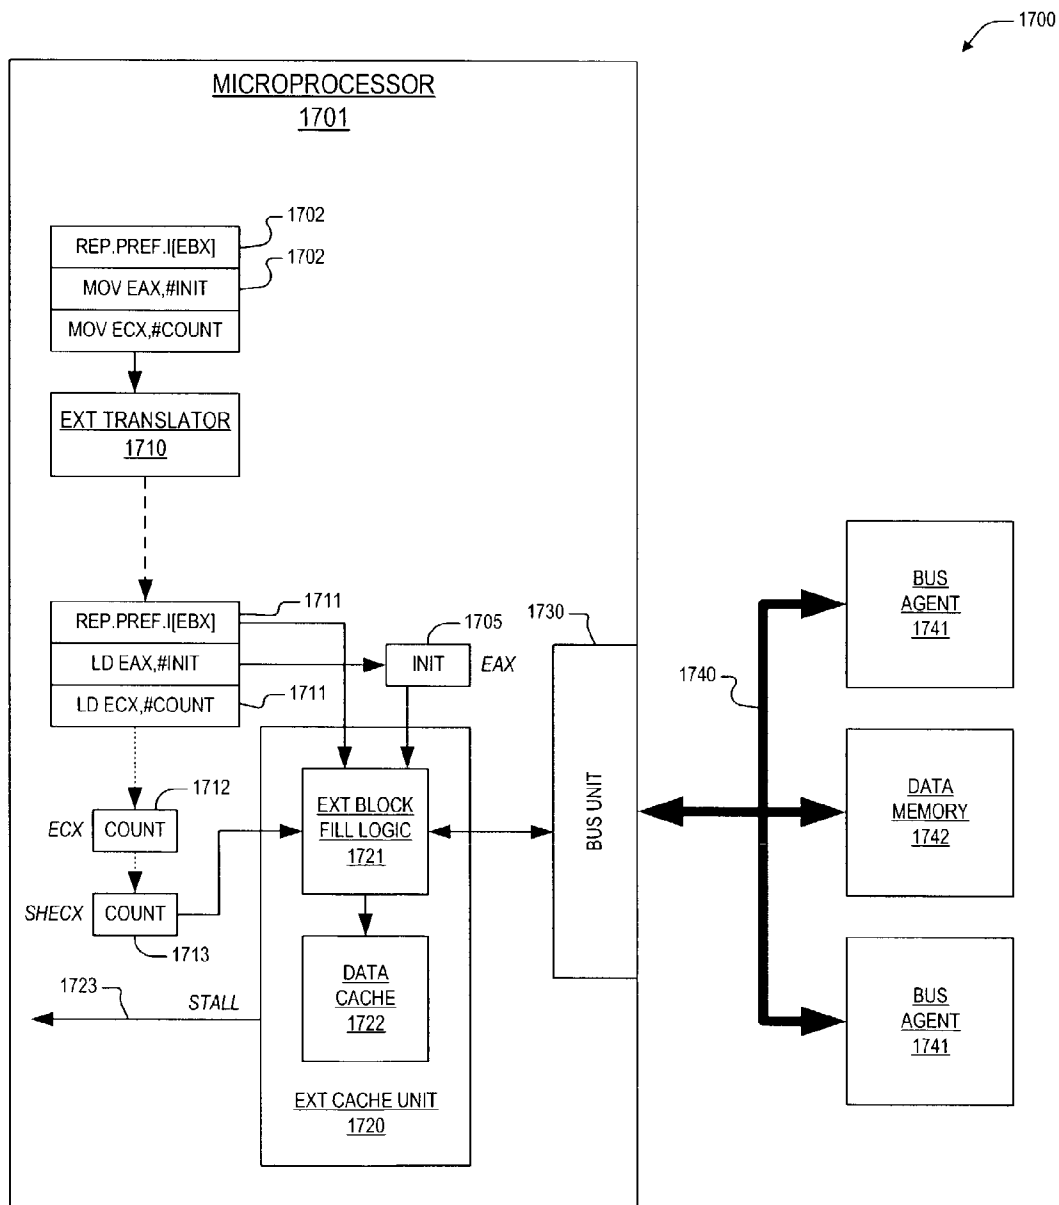 1700
MICROPROCESSOR
1701
1702
REP.PREF.I[EBX]
1702
MOV EAX,#INIT
MOV ECX,#COUNT
EXT TRANSLATOR
1710
1711
REP.PREF.I[EBX]
LD EAX,#INIT
1711
LD ECX,#COUNT
1705
INIT
EAX
1730
BUS UNIT
1740
BUS
AGENT
1741
DATA
MEMORY
1742
BUS
AGENT
1741
1712
ECX
COUNT
SHECX
COUNT
1713
EXT BLOCK
FILL LOGIC
1721
DATA
CACHE
1722
1723
STALL
EXT CACHE UNIT
1720